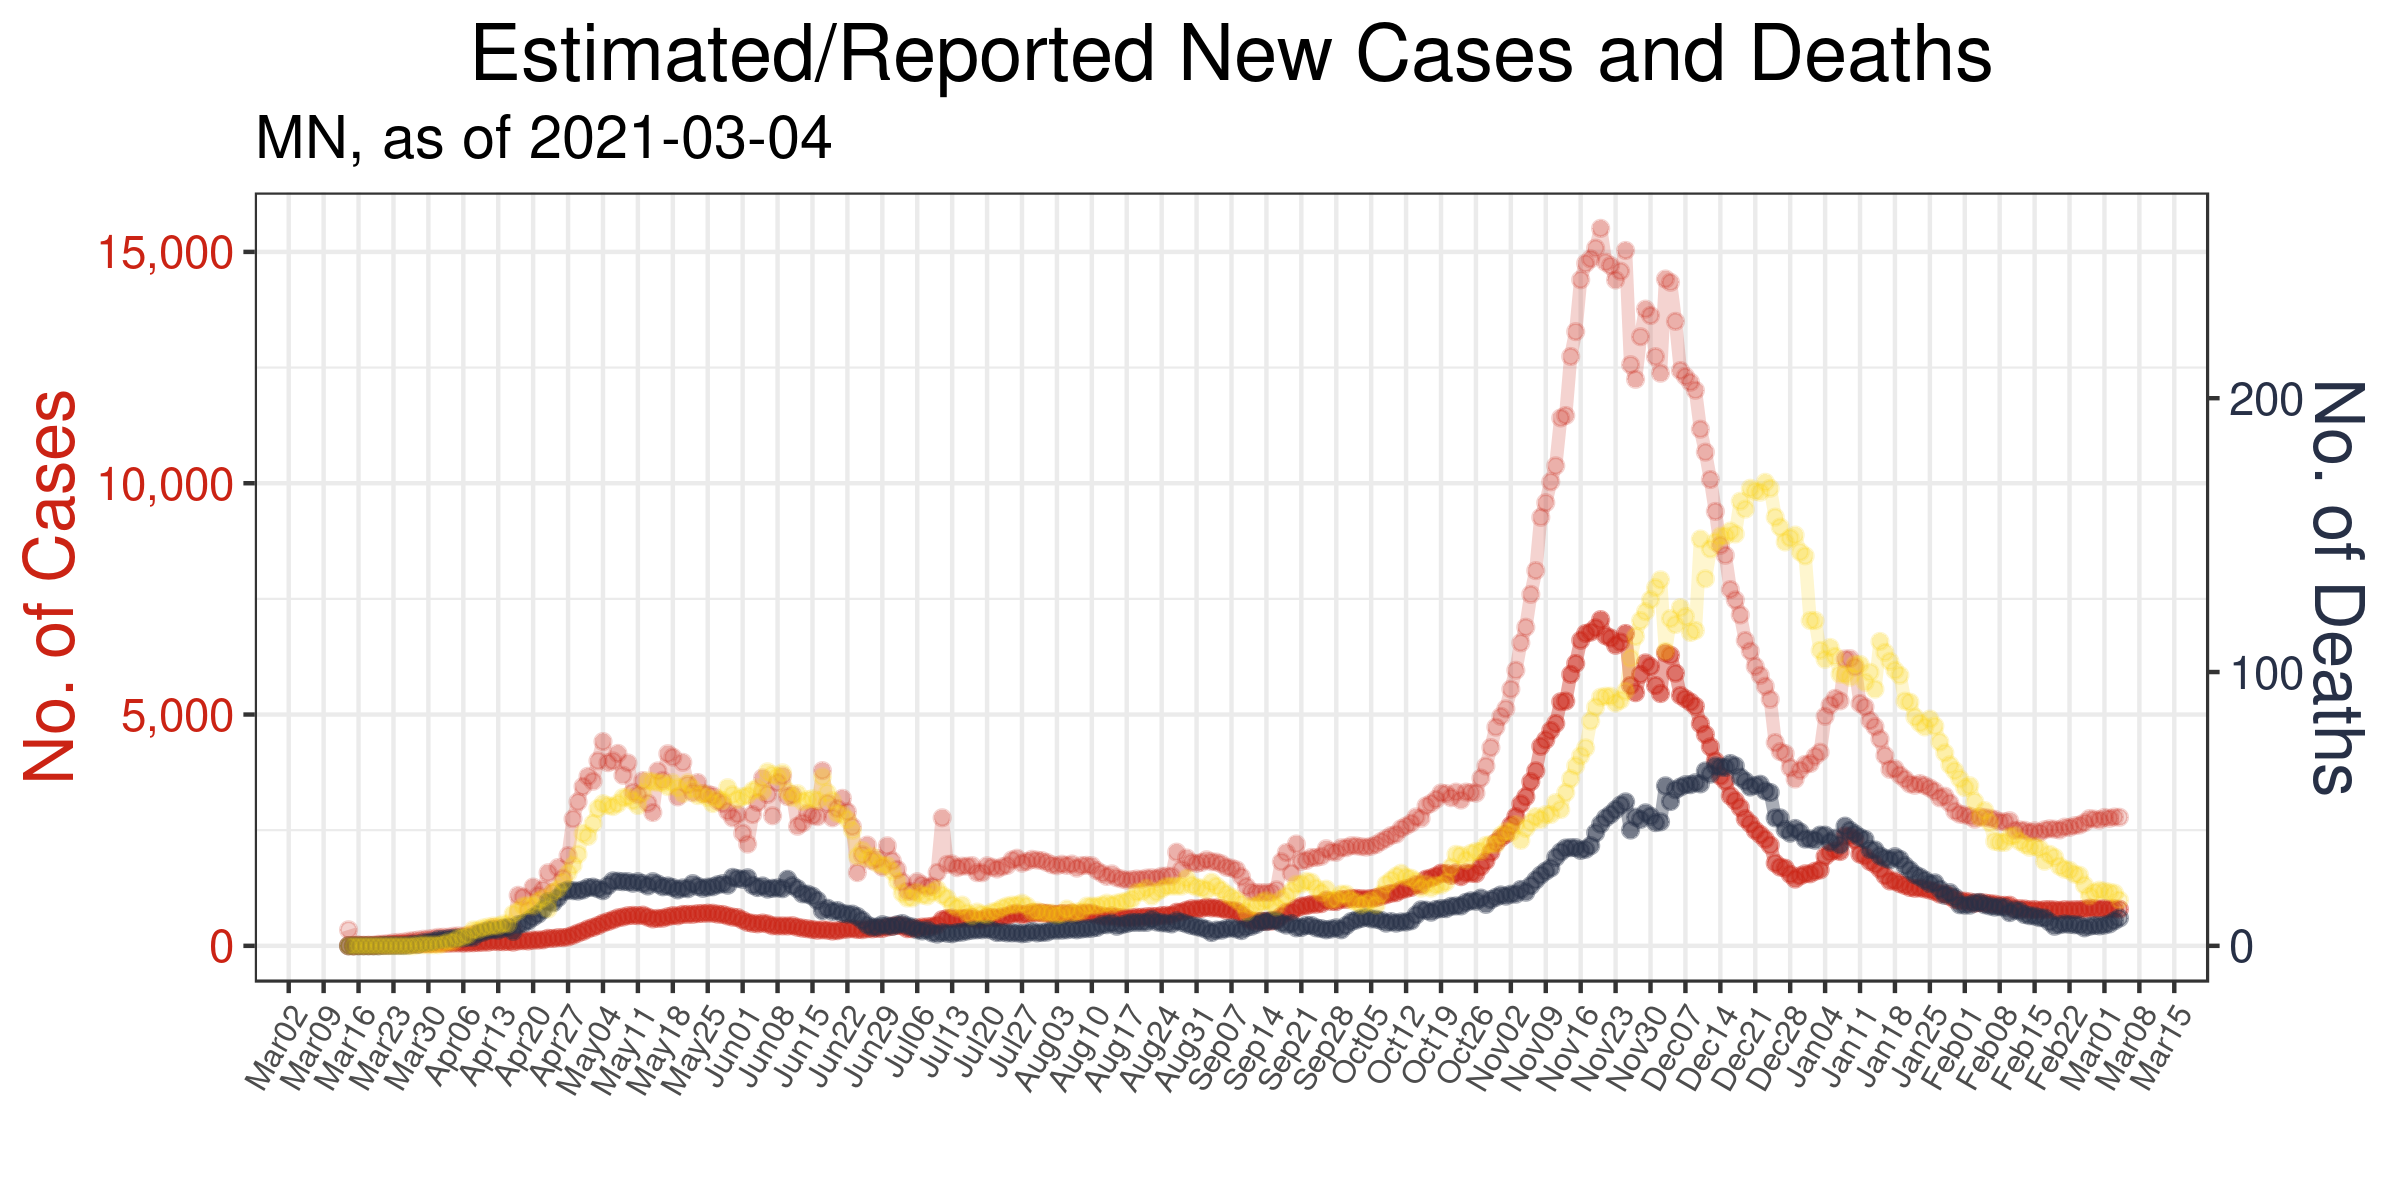 Estimated/Reported New Cases and Deaths
MN, as of 2021-03-04
No. of Cases
15,000
10,000
5,000
0
200
100
0
No. of Deaths
Mar02
Mar09
Mar16
Mar23
Mar30
Apr06
Apr13
Apr20
Apr27
May04
May11
May18
May25
Jun01
Jun08
Jun15
Jun22
Jun29
Jul06
Jul13
Jul20
Jul27
Aug03
Aug10
Aug17
Aug24
Aug31
Sep07
Sep14
Sep21
Sep28
Oct05
Oct12
Oct19
Oct26
Nov02
Nov09
Nov16
Nov23
Nov30
Dec07
Dec14
Dec21
Dec28
Jan04
Jan11
Jan18
Jan25
Feb01
Feb08
Feb15
Feb22
Mar01
Mar08
Mar15